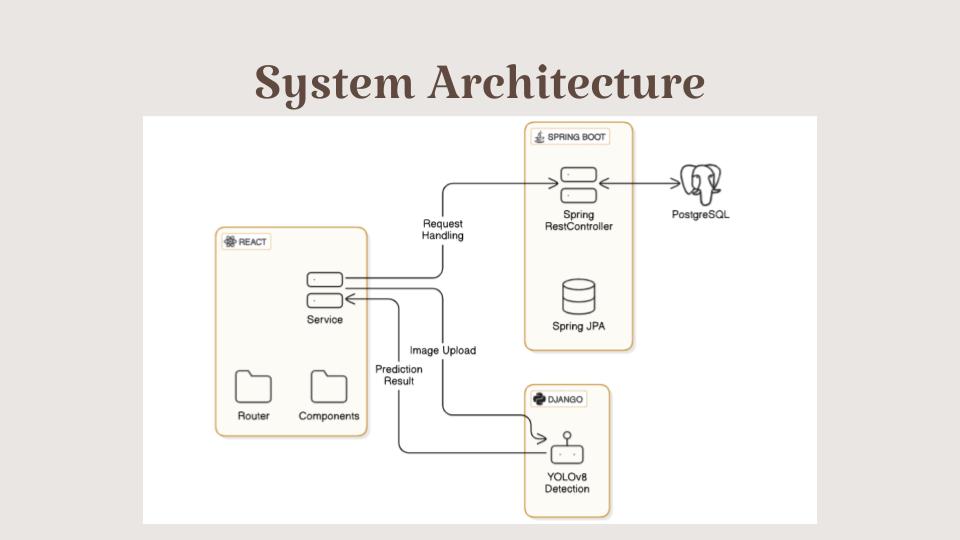 System Architecture
SPRING BOOT
Spring
RestController
PostgreSQL
Request
Handling
REACT
Service
Spring JPA
Image Upload
Prediction
Result
Router
Components
DJANGO
YOLOv8
Detection